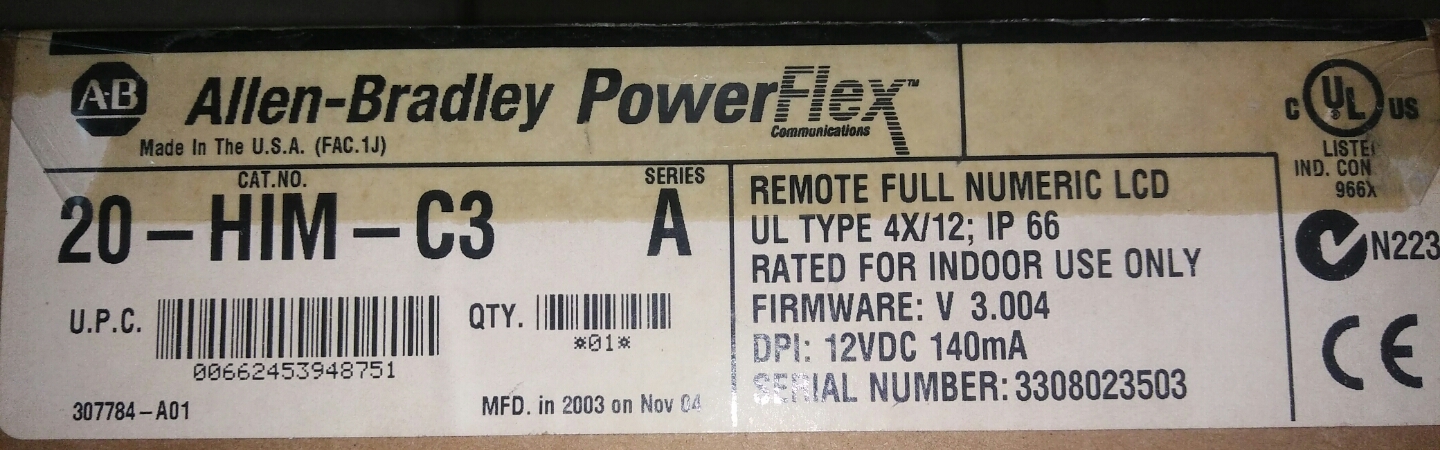 A-B Allen-Bradley PowerFlex™
Communications
Made In The U.S.A. (FAC.1J)
CAT.NO.
20-HIM-C3
SERIES
A
U.P.C.
00662453948751
QTY.
*01*
307784-A01
MFD. in 2003 on Nov 04
REMOTE FULL NUMERIC LCD
UL TYPE 4X/12; IP 66
RATED FOR INDOOR USE ONLY
FIRMWARE: V 3.004
DPI: 12VDC 140mA
SERIAL NUMBER: 3308023503
C UL® US
LISTE
IND. CON
966X
N223
CE